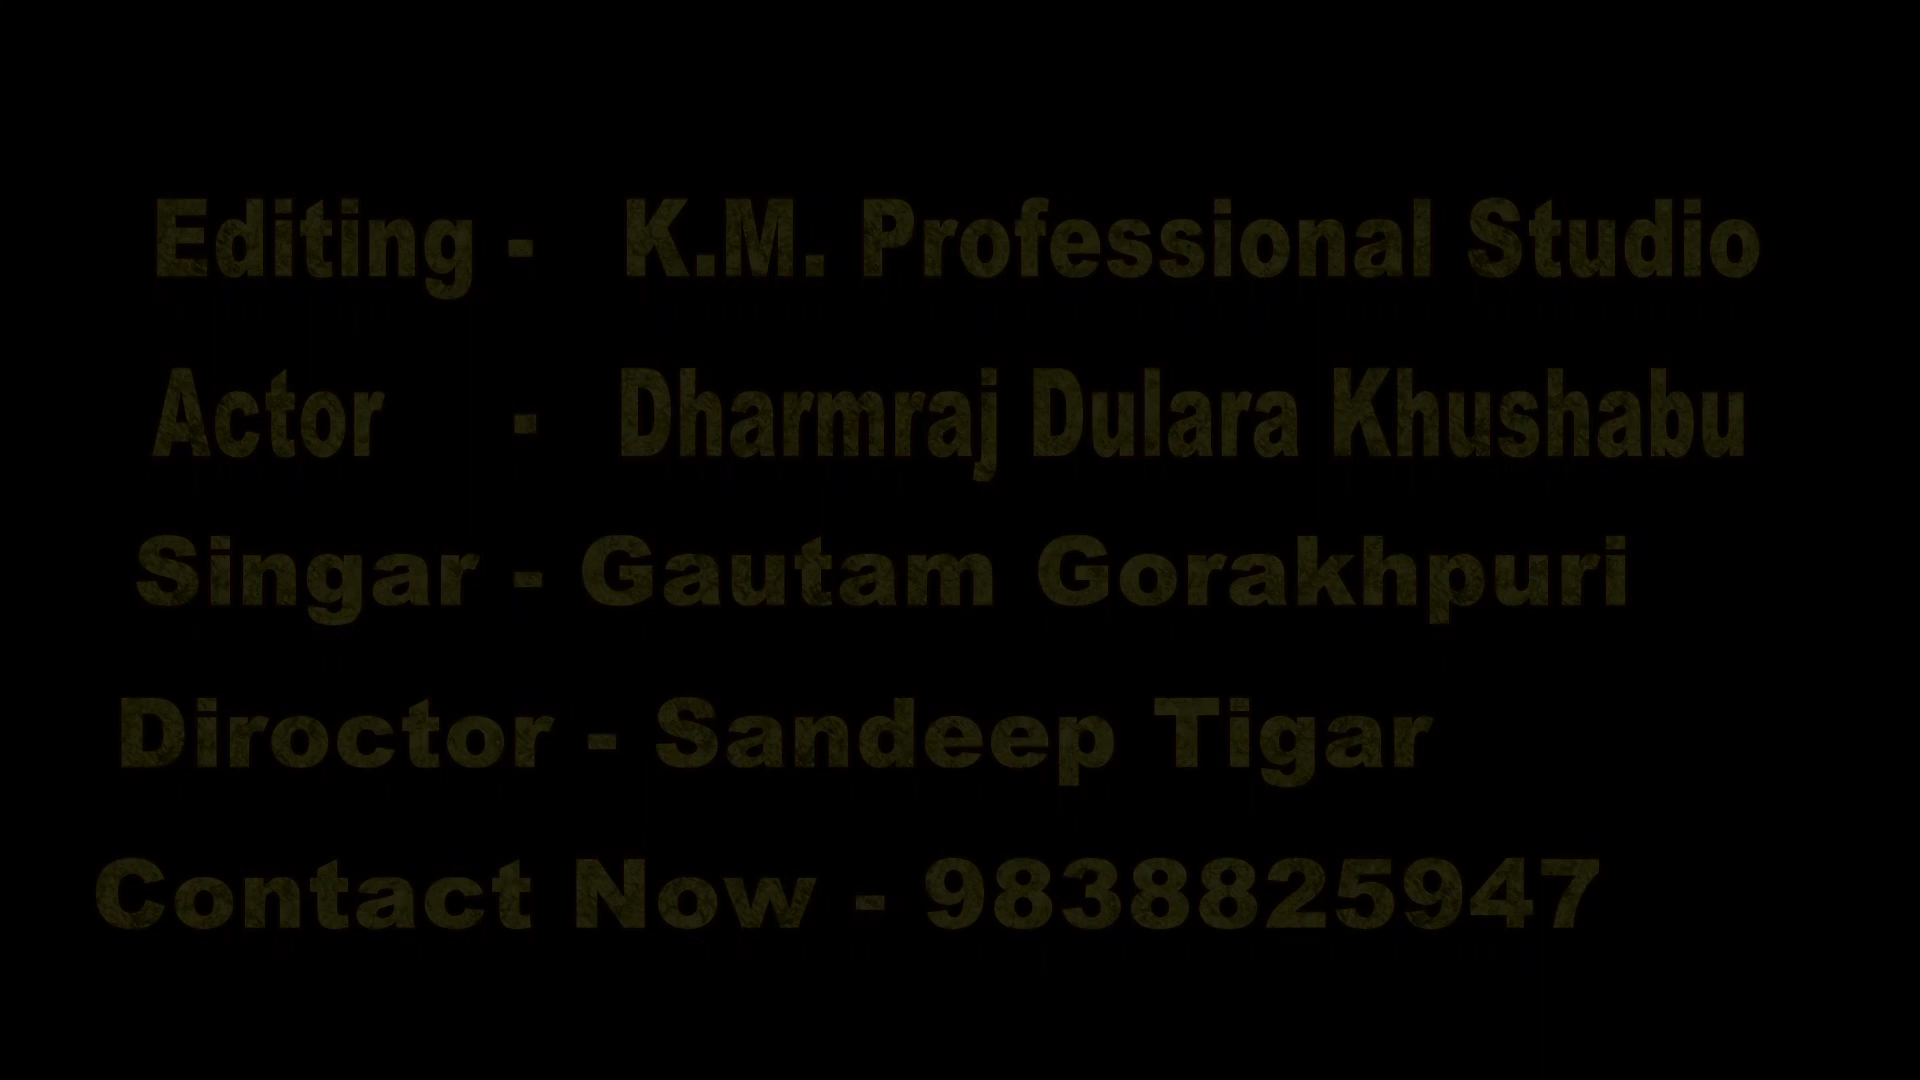 Editing - K.M. Professional Studio
Actor - Dharmraj Dulara Khushabu
Singar - Gautam Gorakhpuri
Diroctor - Sandeep Tigar
Contact Now - 9838825947